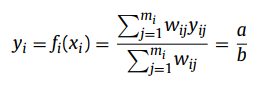 y_i = f_i(x_i) = \frac{\sum_{j=1}^{m_i} w_{ij} y_{ij}}{\sum_{j=1}^{m_i} w_{ij}} = \frac{a}{b}